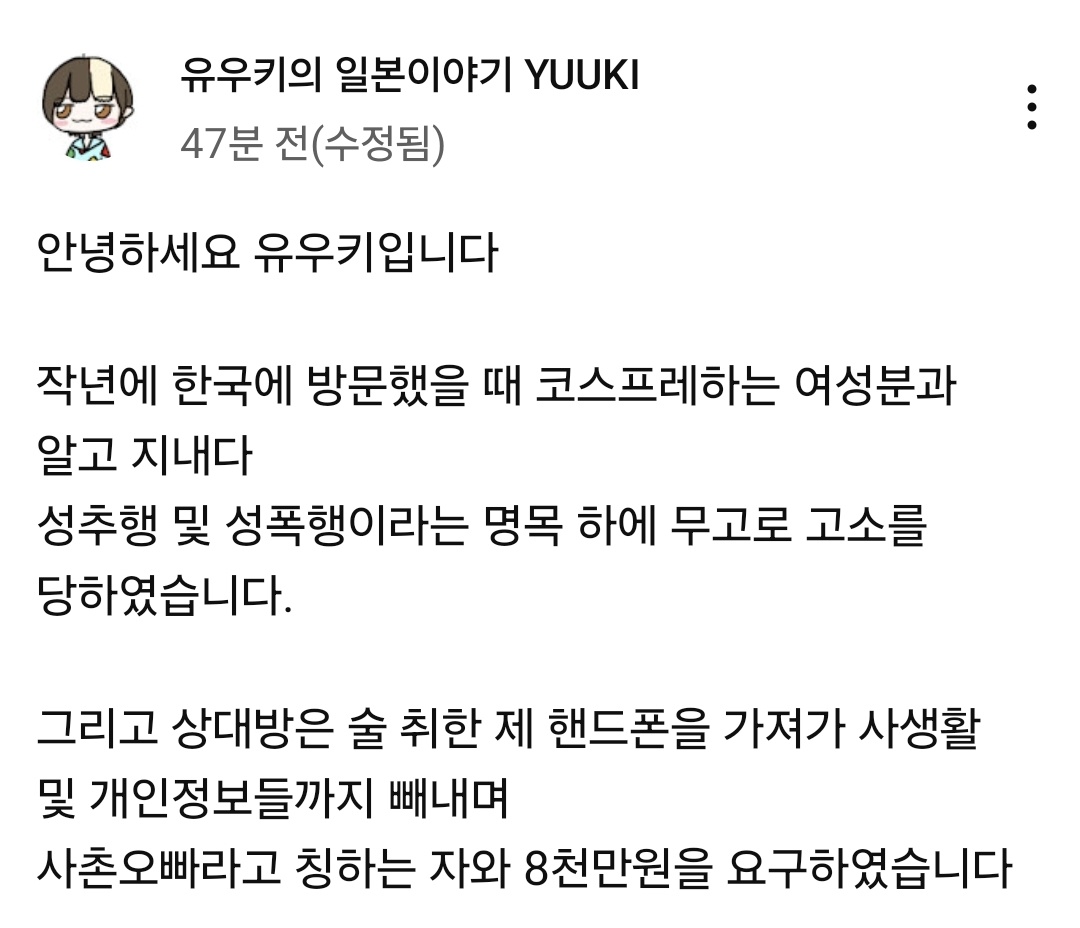 유우키의 일본이야기 YUUKI
47분 전(수정됨)
안녕하세요 유우키입니다
작년에 한국에 방문했을 때 코스프레하는 여성분과
알고 지내다
성추행 및 성폭행이라는 명목 하에 무고로 고소를
당하였습니다.
그리고 상대방은 술 취한 제 핸드폰을 가져가 사생활
및 개인정보들까지 빼내며
사촌오빠라고 칭하는 자와 8천만원을 요구하였습니다